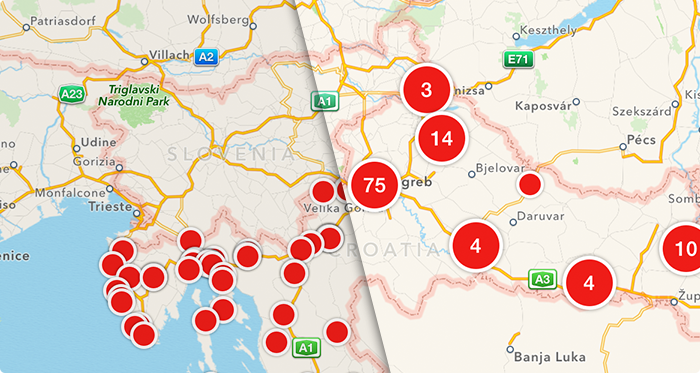 Patriasdorf
Wolfsberg
Villach
A2
A23
Triglavski
Narodni Park
Udine
Gorizia
Monfalcone
Trieste
SLOVENIA
A1
Velika Go
CROATIA
A1
Keszthely
E71
3
nizsa
Kaposvár
Szekszárd
14
Pécs
75
greb
Bjelovar
Somb
Daruvar
4
10
A3
4
Žup
Banja Luka
enice
iso
Ki